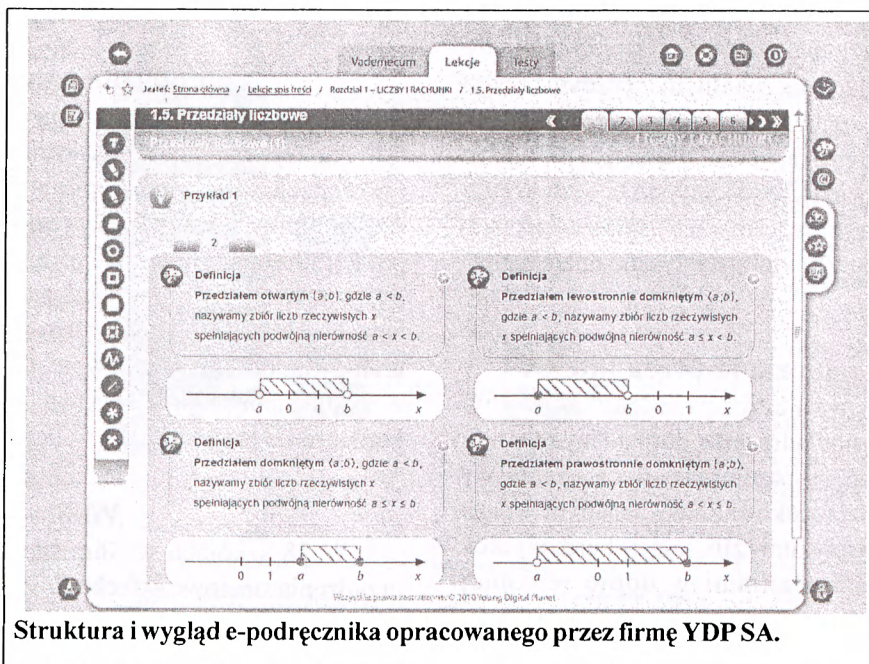 Vademecum Lekcje Testy
Jesteś: Strona główna / Lekcje spis treści / Rozdział 1 – LICZBY I RACHUNKI / 1.5. Przedziały liczbowe
1.5. Przedziały liczbowe
2 3 4 5 6
Przedziały liczbowe (1) LICZBY I RACHUNKI
Przykład 1
2
Definicja
Przedziałem otwartym (a;b), gdzie a < b,
nazywamy zbiór liczb rzeczywistych x
spełniających podwójną nierówność a < x < b.
a 0 1 b x
Definicja
Przedziałem lewostronnie domkniętym ⟨a;b),
gdzie a < b, nazywamy zbiór liczb rzeczywistych
x spełniających podwójną nierówność a ≤ x < b.
a b 0 1 x
Definicja
Przedziałem domkniętym ⟨a;b⟩, gdzie a < b,
nazywamy zbiór liczb rzeczywistych x
spełniających podwójną nierówność a ≤ x ≤ b.
0 1 a b x
Definicja
Przedziałem prawostronnie domkniętym (a;b⟩,
gdzie a < b, nazywamy zbiór liczb rzeczywistych
x spełniających podwójną nierówność a < x ≤ b.
a 0 1 b x
Wszystkie prawa zastrzeżone. © 2010 Young Digital Planet
Struktura i wygląd e-podręcznika opracowanego przez firmę YDP SA.